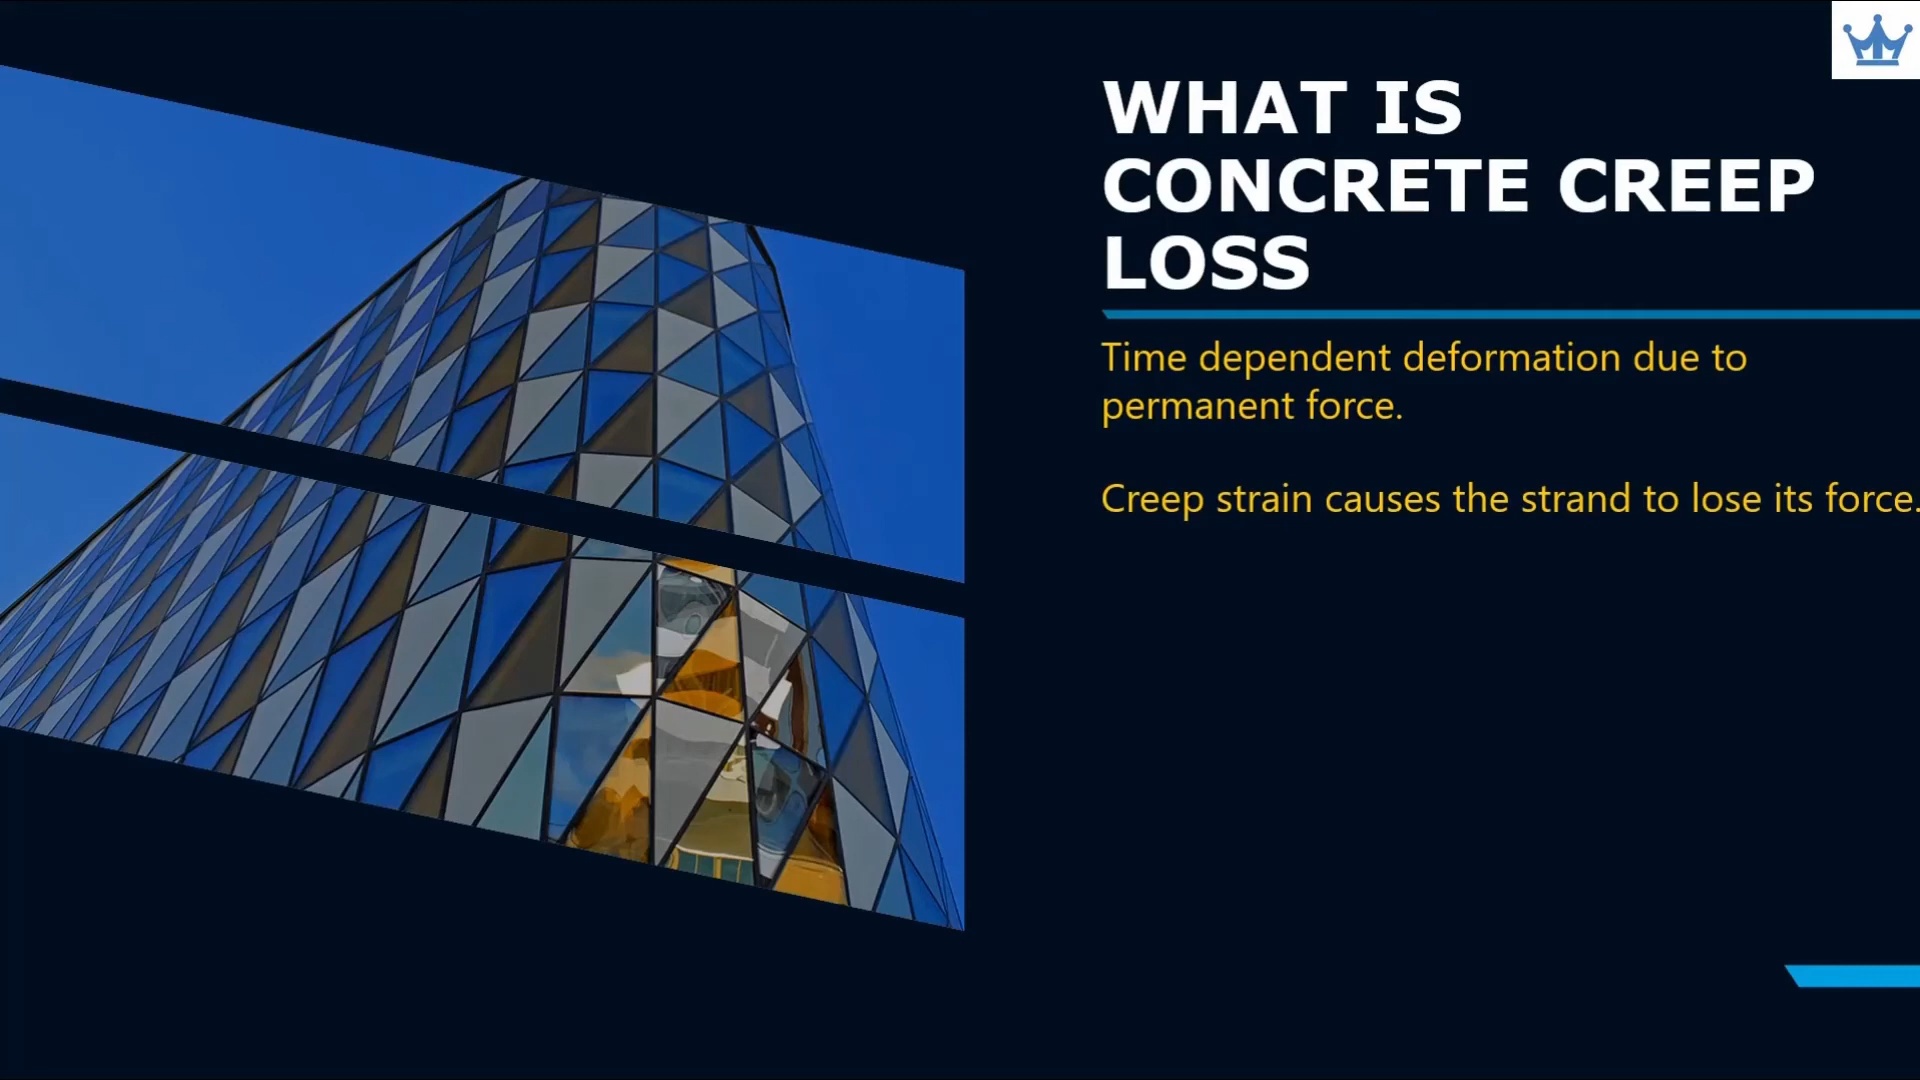 WHAT IS
CONCRETE CREEP
LOSS
Time dependent deformation due to
permanent force.
Creep strain causes the strand to lose its force.